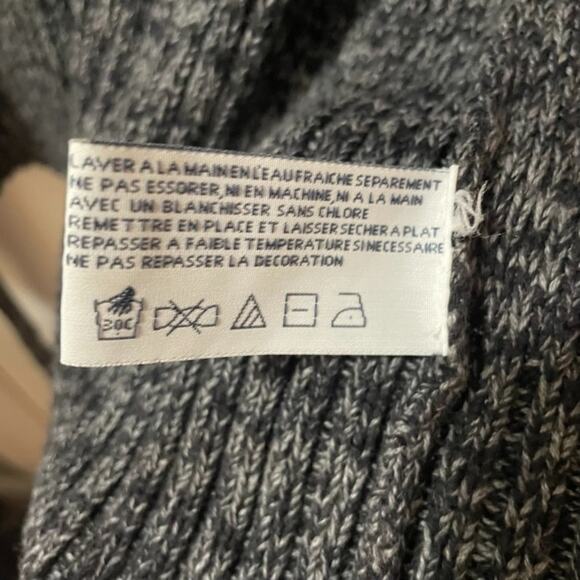 LAVER A LA MAIN EN L'EAU FRAICHE SEPAREMENT
NE PAS ESSORER, NI EN MACHINE, NI A LA MAIN
AVEC UN BLANCHISSER SANS CHLORE
REMETTRE EN PLACE ET LAISSER SECHER A PLAT
REPASSER A FAIBLE TEMPERATURE SI NECESSAIRE
NE PAS REPASSER LA DECORATION
30C